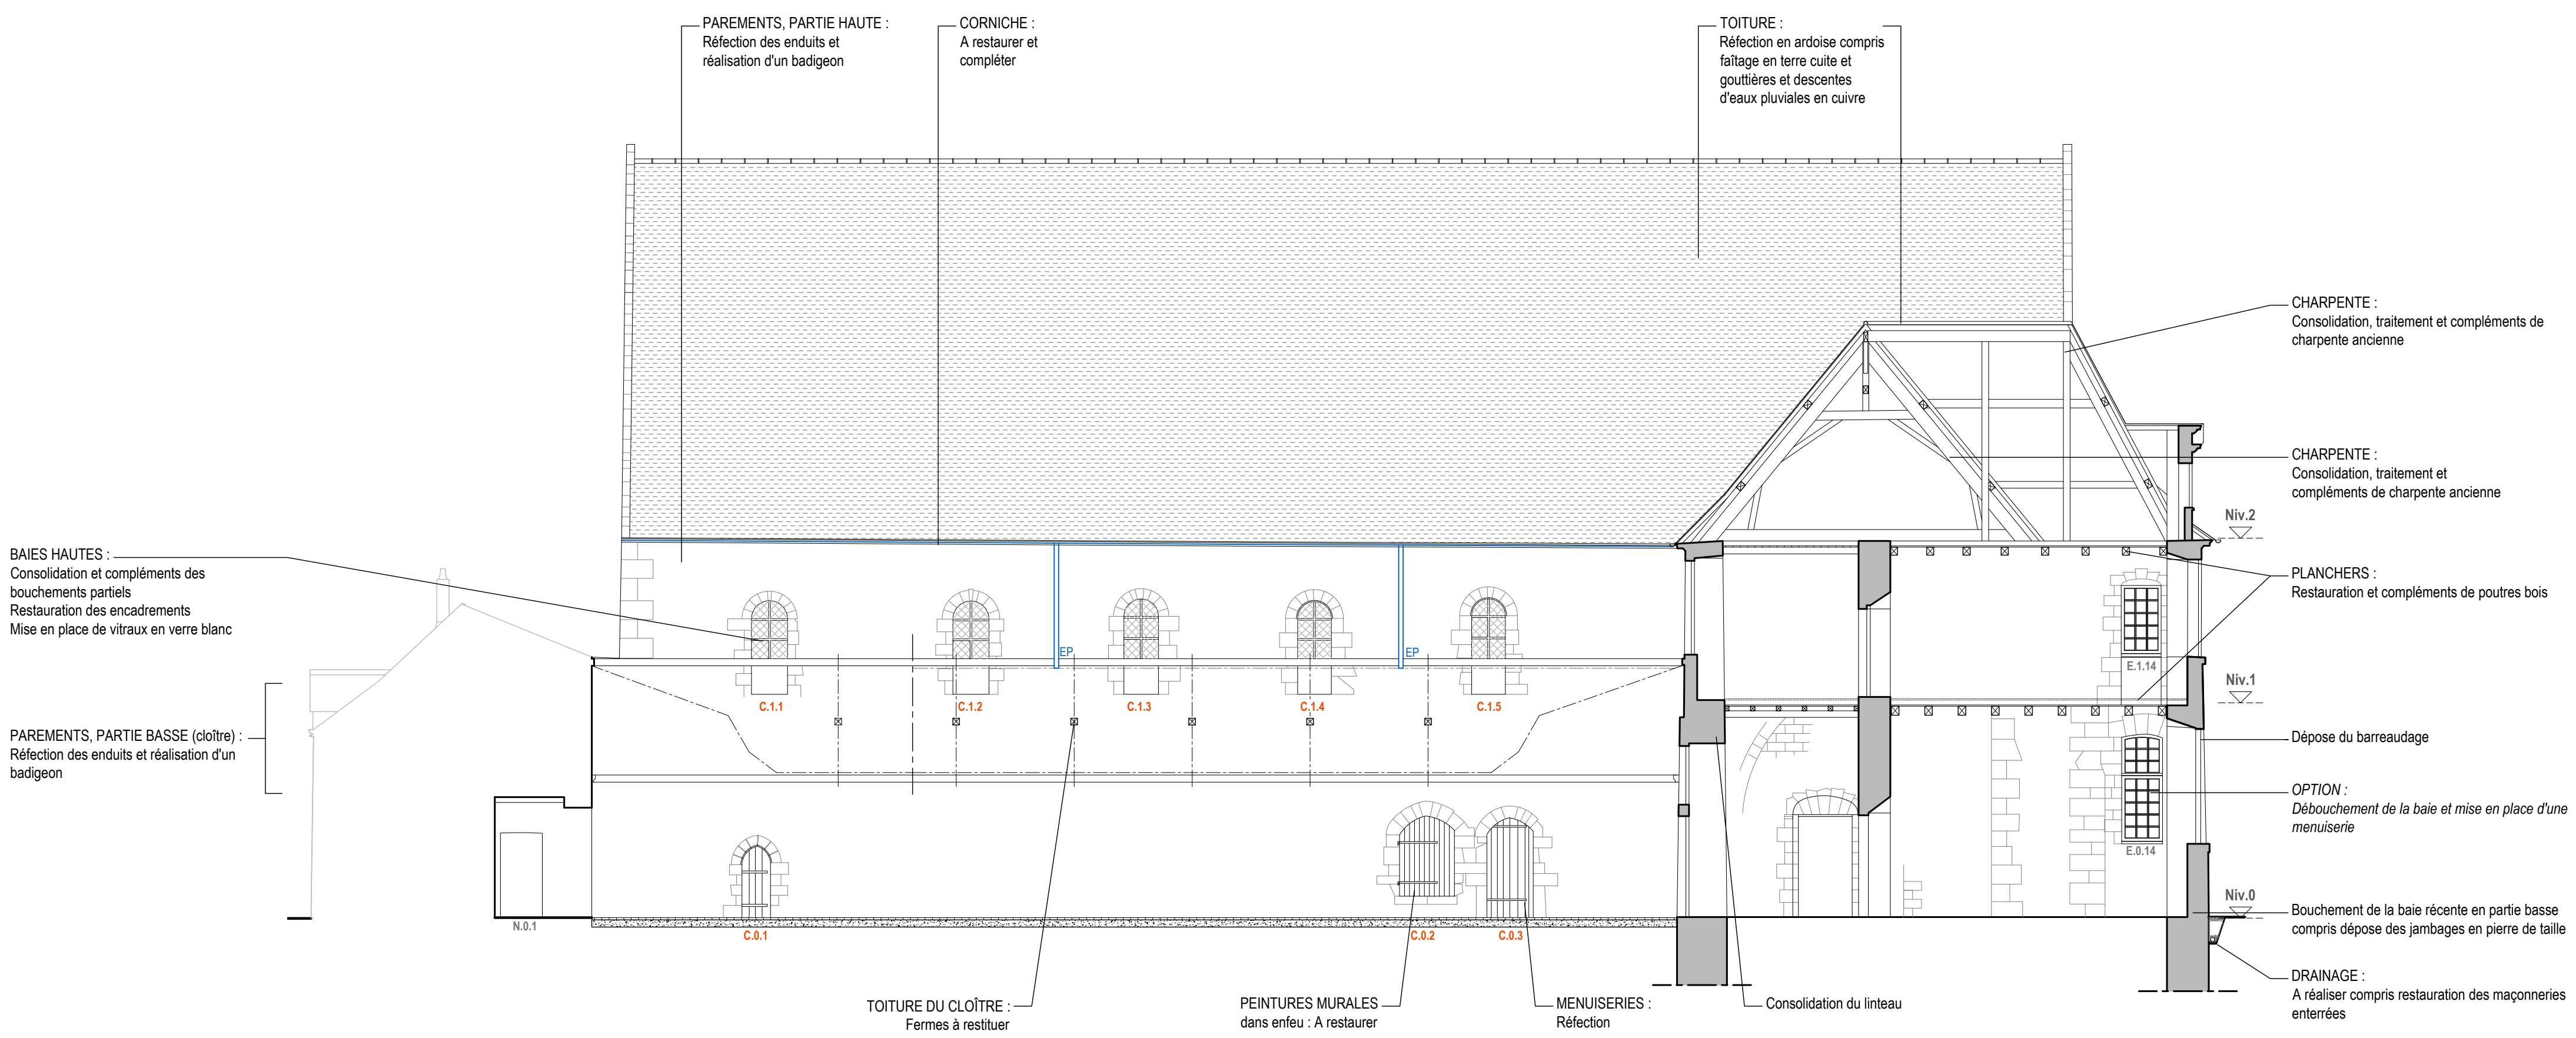 PAREMENTS, PARTIE HAUTE :
Réfection des enduits et
réalisation d'un badigeon
CORNICHE :
A restaurer et
compléter
TOITURE :
Réfection en ardoise compris
faîtage en terre cuite et
gouttières et descentes
d'eaux pluviales en cuivre
CHARPENTE :
Consolidation, traitement et compléments de
charpente ancienne
CHARPENTE :
Consolidation, traitement et
compléments de charpente ancienne
Niv.2
BAIES HAUTES :
Consolidation et compléments des
bouchements partiels
Restauration des encadrements
Mise en place de vitraux en verre blanc
PLANCHERS :
Restauration et compléments de poutres bois
EP
EP
E.1.14
Niv.1
C.1.1
C.1.2
C.1.3
C.1.4
C.1.5
PAREMENTS, PARTIE BASSE (cloître) :
Réfection des enduits et réalisation d'un
badigeon
Dépose du barreaudage
OPTION :
Débouchement de la baie et mise en place d'une
menuiserie
E.0.14
Niv.0
Bouchement de la baie récente en partie basse
compris dépose des jambages en pierre de taille
N.0.1
C.0.1
C.0.2
C.0.3
DRAINAGE :
A réaliser compris restauration des maçonneries
enterrées
TOITURE DU CLOÎTRE :
Fermes à restituer
PEINTURES MURALES
dans enfeu : A restaurer
MENUISERIES :
Réfection
Consolidation du linteau